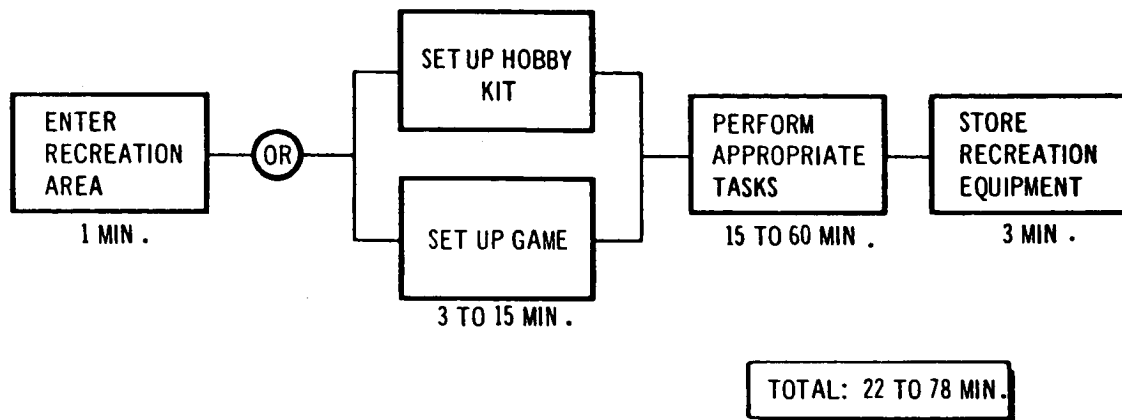 ENTER
RECREATION
AREA
1 MIN.
OR
SET UP HOBBY
KIT
SET UP GAME
3 TO 15 MIN.
PERFORM
APPROPRIATE
TASKS
15 TO 60 MIN.
STORE
RECREATION
EQUIPMENT
3 MIN.
TOTAL: 22 TO 78 MIN.